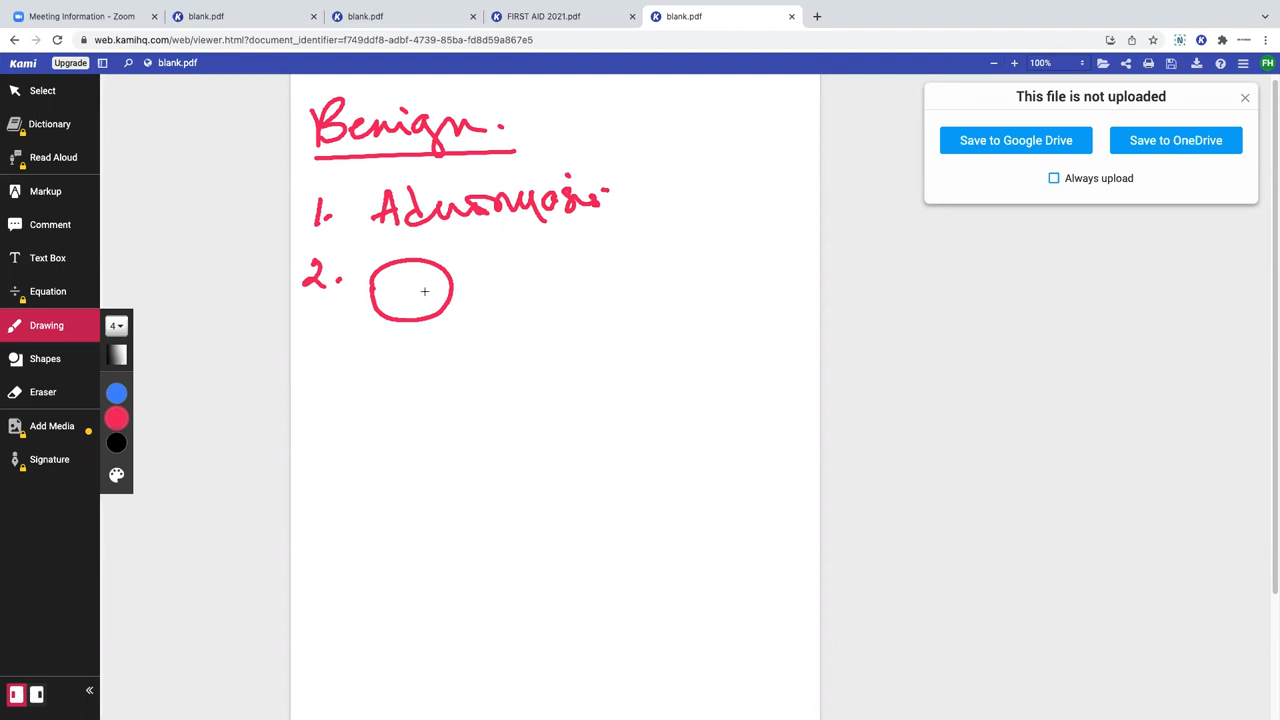 Meeting Information - Zoom
blank.pdf
blank.pdf
FIRST AID 2021.pdf
blank.pdf
web.kamihq.com/web/viewer.html?document_identifier=f749ddf8-adbf-4739-85ba-fd8d59a867e5
Kami
Upgrade
blank.pdf
100%
FH
Select
Dictionary
Read Aloud
Markup
Comment
Text Box
Equation
Drawing
Shapes
Eraser
Add Media
Signature
4
This file is not uploaded
Save to Google Drive
Save to OneDrive
Always upload
Benign.
1. Adenomyosis
2.